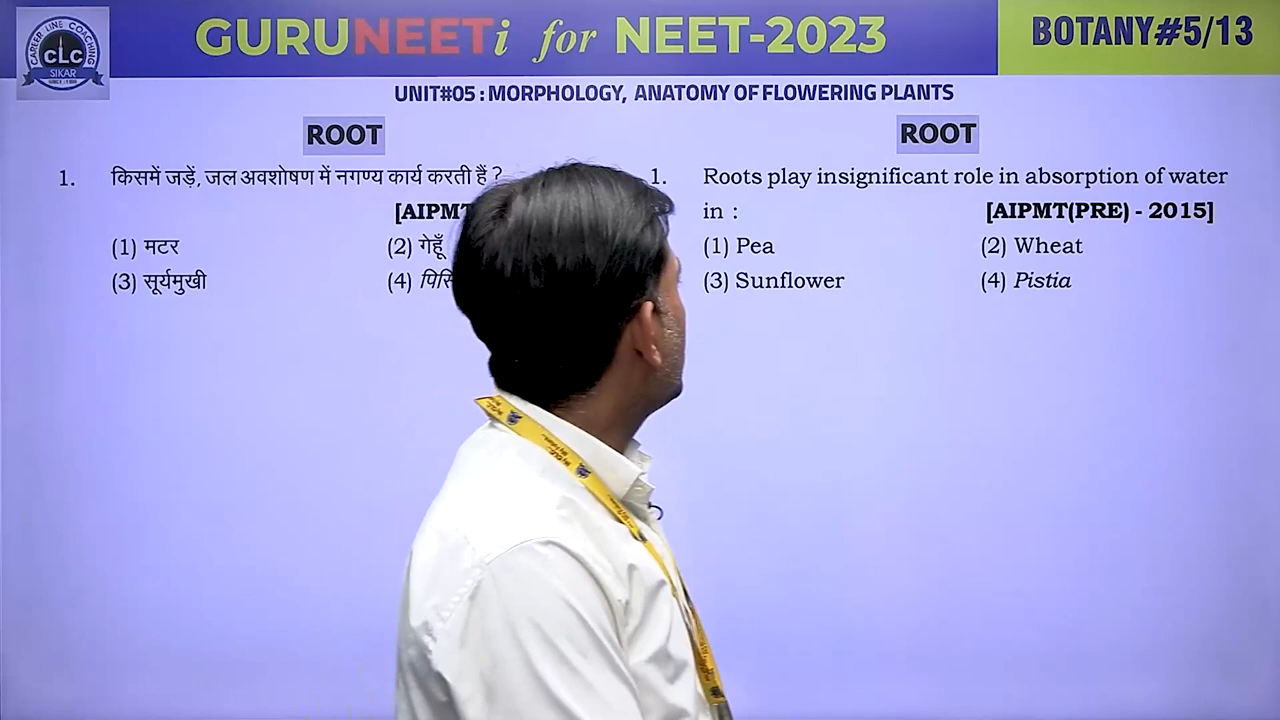 CAREER LINE COACHING
CLC
SIKAR
GURUNEETi for NEET-2023
BOTANY#5/13
UNIT#05 : MORPHOLOGY, ANATOMY OF FLOWERING PLANTS
ROOT
1. किसमें जड़ें, जल अवशोषण में नगण्य कार्य करती हैं ?
[AIPMT
(1) मटर (2) गेहूँ
(3) सूर्यमुखी (4)
ROOT
1. Roots play insignificant role in absorption of water
in : [AIPMT(PRE) - 2015]
(1) Pea (2) Wheat
(3) Sunflower (4) Pistia